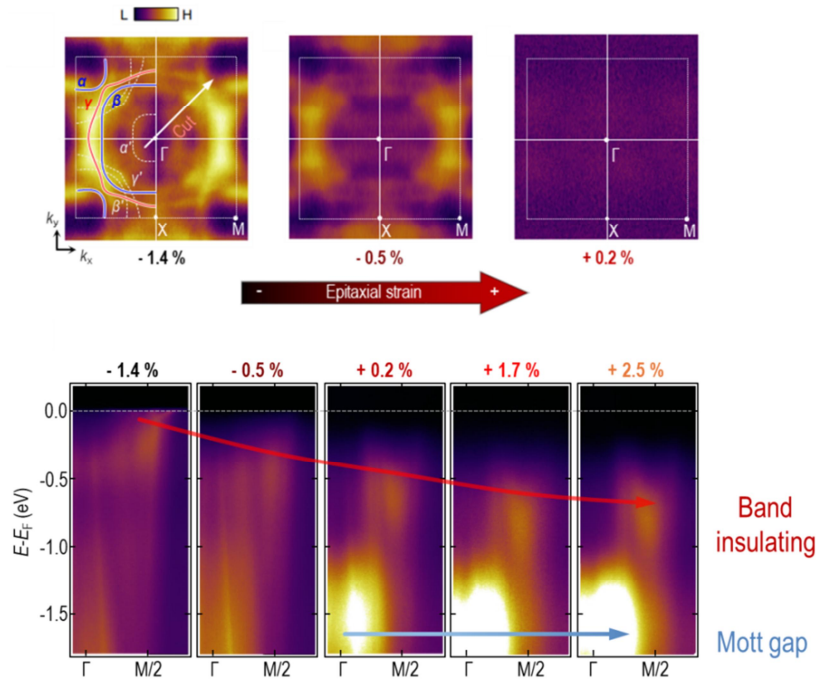 L H
α
γ β
Cut
α' Γ Γ Γ
γ'
β'
X M X M X M
ky
kx
- 1.4 % - 0.5 % + 0.2 %
- Epitaxial strain +
- 1.4 % - 0.5 % + 0.2 % + 1.7 % + 2.5 %
0.0
-0.5
-1.0
-1.5
E-EF (eV)
Band
insulating
Mott gap
Γ M/2 Γ M/2 Γ M/2 Γ M/2 Γ M/2